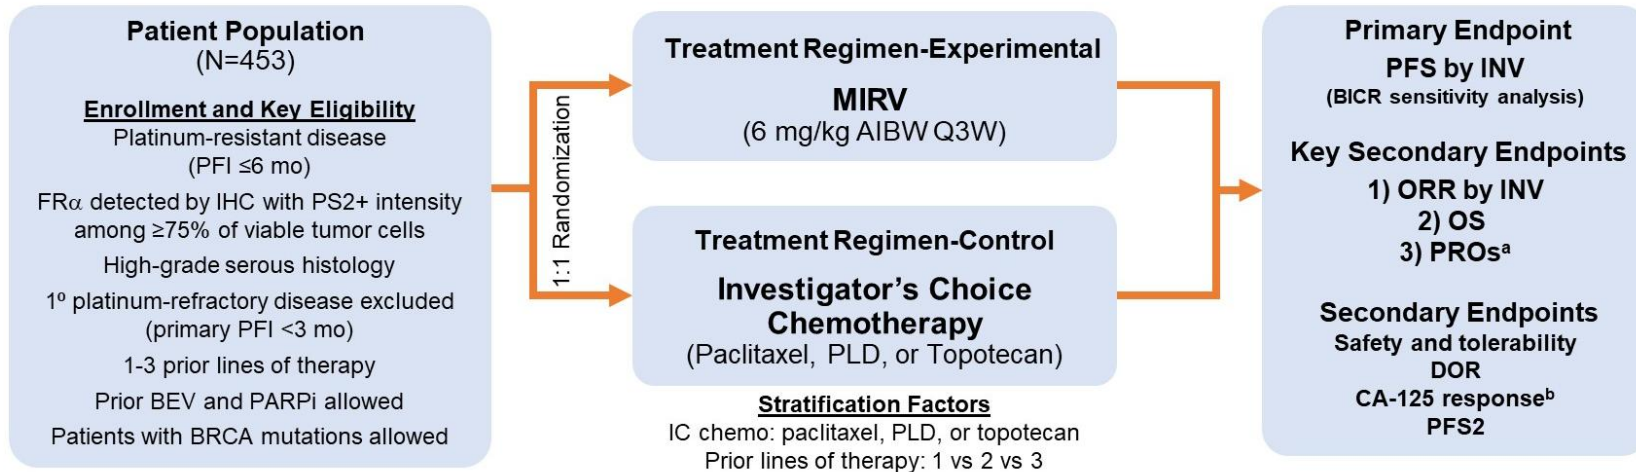 Patient Population
(N=453)
Enrollment and Key Eligibility
Platinum-resistant disease
(PFI ≤6 mo)
FRα detected by IHC with PS2+ intensity
among ≥75% of viable tumor cells
High-grade serous histology
1º platinum-refractory disease excluded
(primary PFI <3 mo)
1-3 prior lines of therapy
Prior BEV and PARPi allowed
Patients with BRCA mutations allowed
1:1 Randomization
Treatment Regimen-Experimental
MIRV
(6 mg/kg AIBW Q3W)
Treatment Regimen-Control
Investigator’s Choice
Chemotherapy
(Paclitaxel, PLD, or Topotecan)
Stratification Factors
IC chemo: paclitaxel, PLD, or topotecan
Prior lines of therapy: 1 vs 2 vs 3
Primary Endpoint
PFS by INV
(BICR sensitivity analysis)
Key Secondary Endpoints
1) ORR by INV
2) OS
3) PROsᵃ
Secondary Endpoints
Safety and tolerability
DOR
CA-125 responseᵇ
PFS2